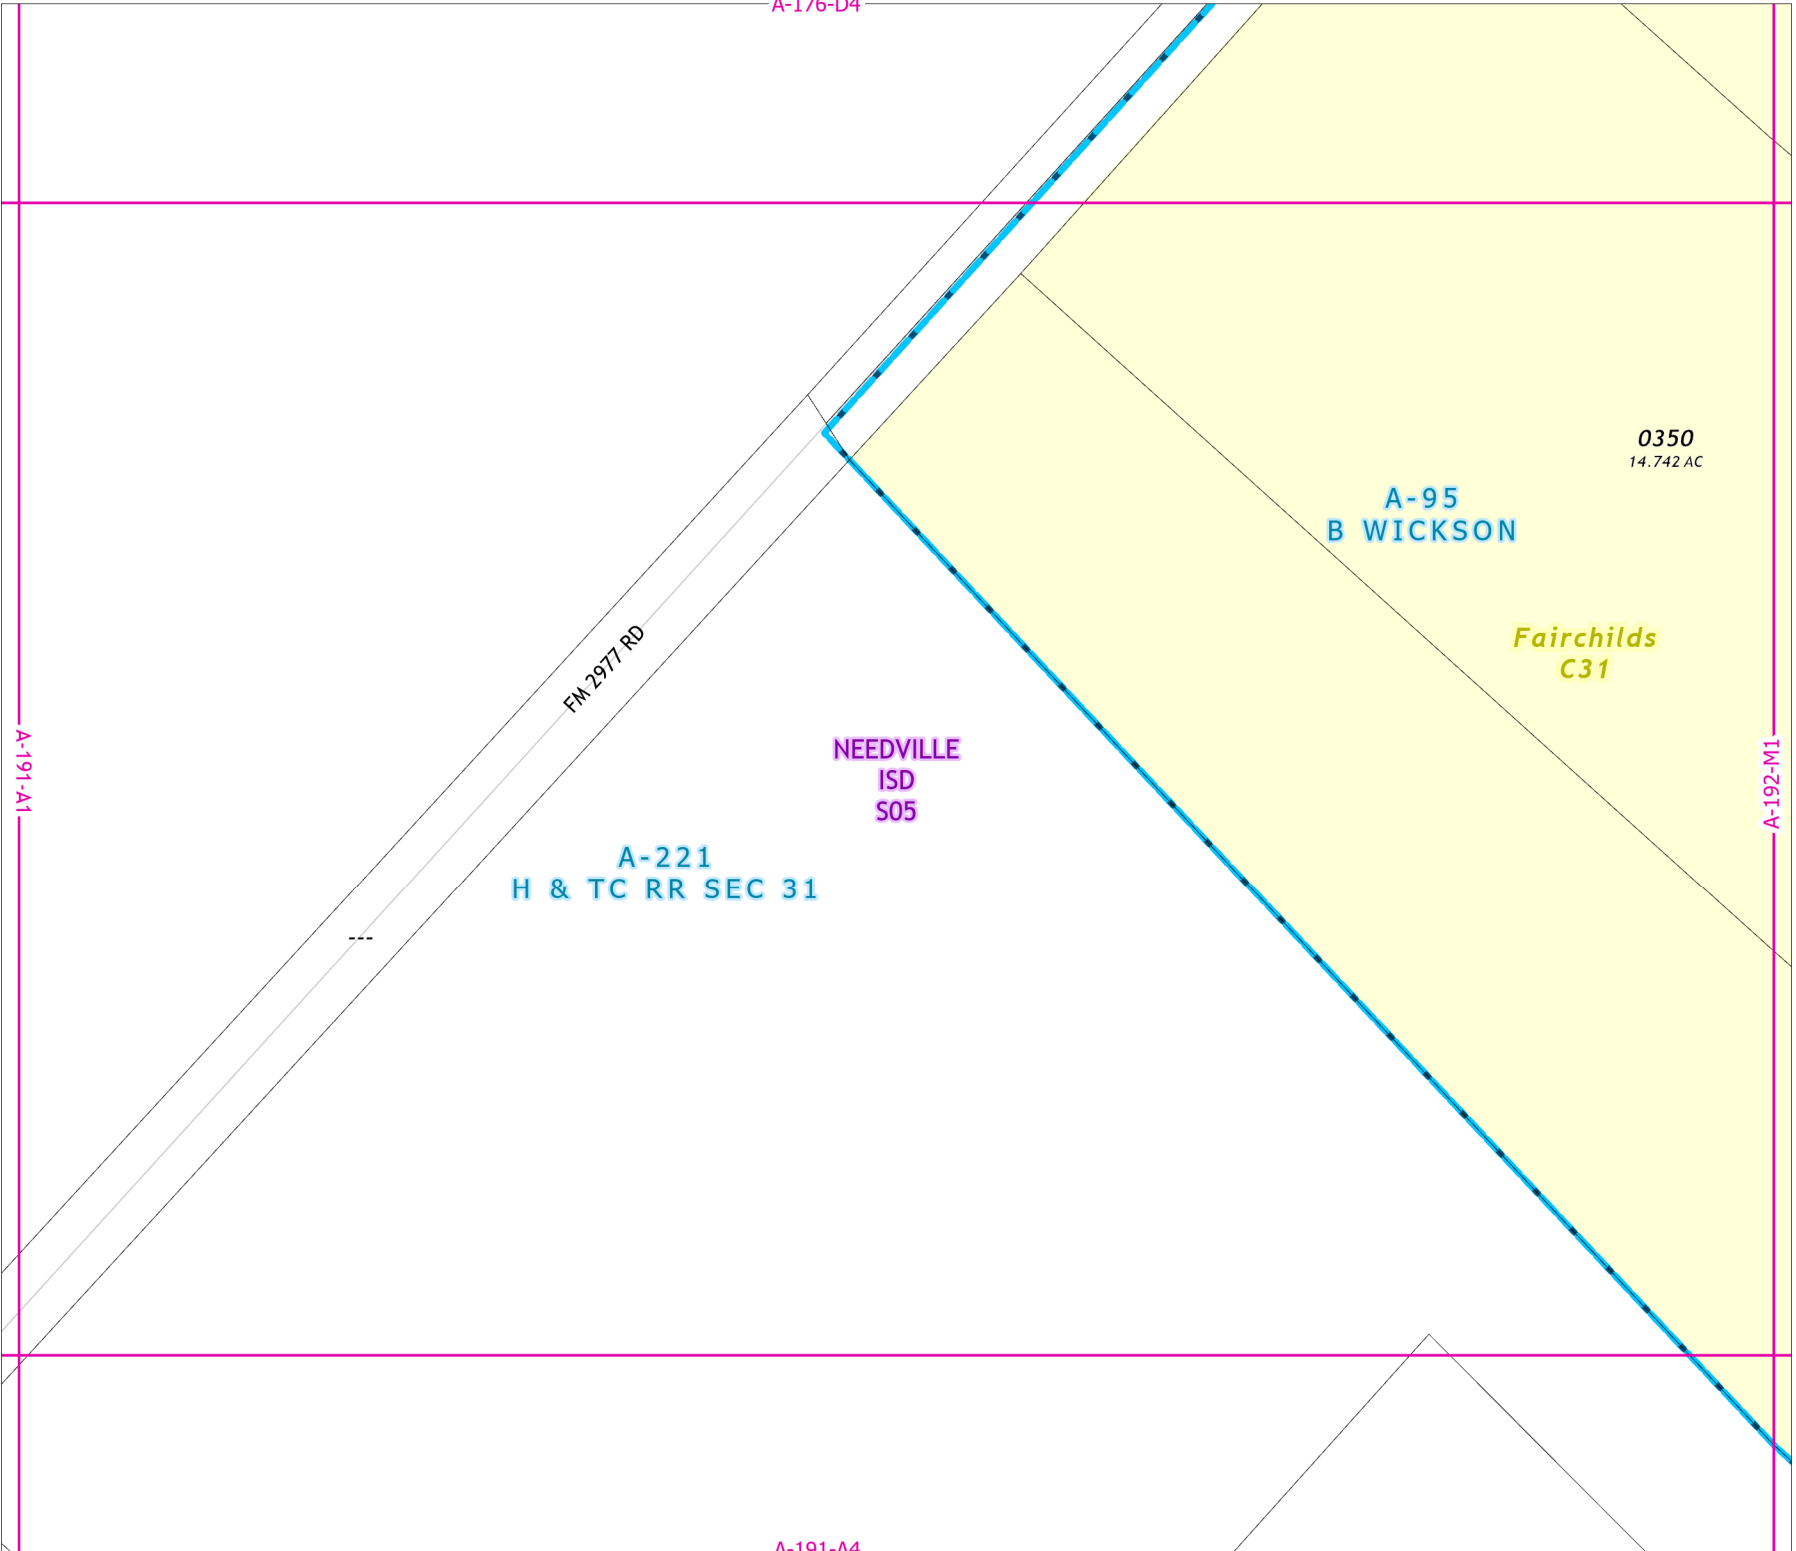 A-176-D4
0350
14.742 AC
A-95
B WICKSON
Fairchilds
C31
FM 2977 RD
NEEDVILLE
ISD
S05
A-191-A1
A-192-M1
A-221
H & TC RR SEC 31
---
A-191-A4